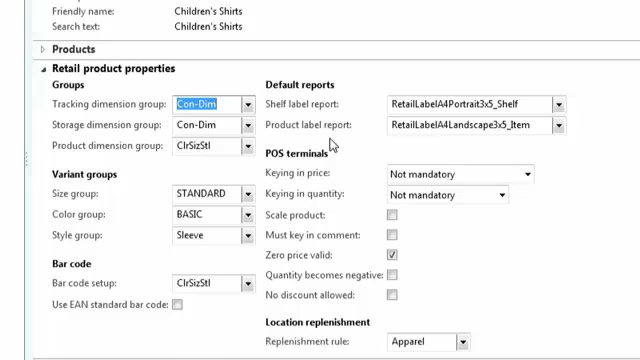 Friendly name: Children's Shirts
Search text: Children's Shirts
Products
Retail product properties
Groups
Tracking dimension group: Con-Dim
Storage dimension group: Con-Dim
Product dimension group: ClrSizStl
Variant groups
Size group: STANDARD
Color group: BASIC
Style group: Sleeve
Bar code
Bar code setup: ClrSizStl
Use EAN standard bar code:
Default reports
Shelf label report: RetailLabelA4Portrait3x5_Shelf
Product label report: RetailLabelA4Landscape3x5_Item
POS terminals
Keying in price: Not mandatory
Keying in quantity: Not mandatory
Scale product:
Must key in comment:
Zero price valid:
Quantity becomes negative:
No discount allowed:
Location replenishment
Replenishment rule: Apparel